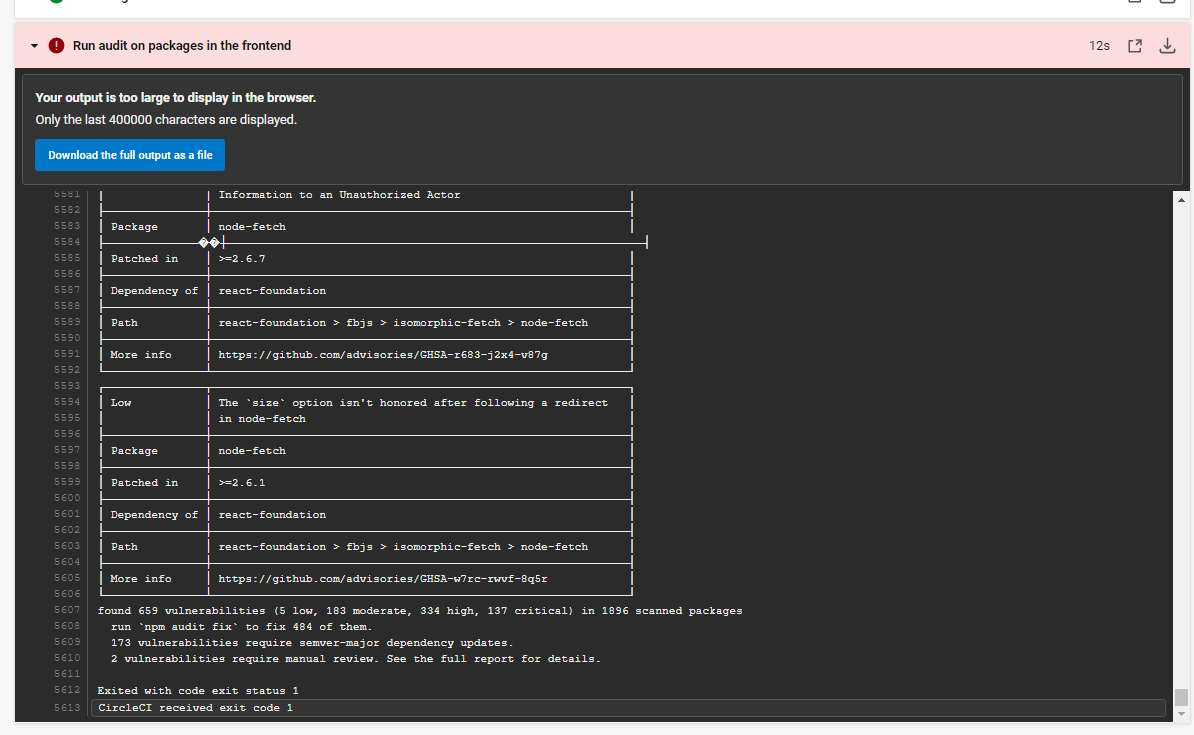 Run audit on packages in the frontend
12s
Your output is too large to display in the browser.
Only the last 400000 characters are displayed.
Download the full output as a file
5581 Information to an Unauthorized Actor
5582
5583 Package node-fetch
5584 ��
5585 Patched in >=2.6.7
5586
5587 Dependency of react-foundation
5588
5589 Path react-foundation > fbjs > isomorphic-fetch > node-fetch
5590
5591 More info https://github.com/advisories/GHSA-r683-j2x4-v87g
5592
5593
5594 Low The `size` option isn't honored after following a redirect
5595 in node-fetch
5596
5597 Package node-fetch
5598
5599 Patched in >=2.6.1
5600
5601 Dependency of react-foundation
5602
5603 Path react-foundation > fbjs > isomorphic-fetch > node-fetch
5604
5605 More info https://github.com/advisories/GHSA-w7rc-rwvf-8q5r
5606
5607 found 659 vulnerabilities (5 low, 183 moderate, 334 high, 137 critical) in 1896 scanned packages
5608 run `npm audit fix` to fix 484 of them.
5609 173 vulnerabilities require semver-major dependency updates.
5610 2 vulnerabilities require manual review. See the full report for details.
5611
5612 Exited with code exit status 1
5613 CircleCI received exit code 1